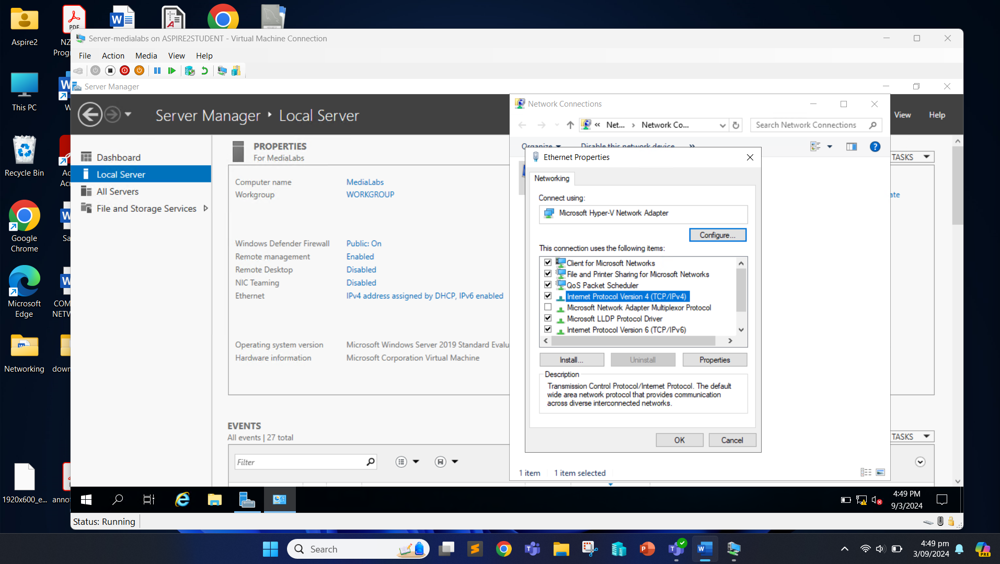 Aspire2
PDF
NZ
Prog
This PC
W
Recycle Bin
Ac
Acr
Google
Chrome
Sa
Microsoft
Edge
COM
NETW
Networking
down
1920x600_e...
annot
Server-medialabs on ASPIRE2STUDENT - Virtual Machine Connection
File Action Media View Help
Server Manager
Server Manager ‣ Local Server
View Help
Dashboard
Local Server
All Servers
File and Storage Services
PROPERTIES
For MediaLabs
TASKS
Computer name MediaLabs
Workgroup WORKGROUP
ate
Windows Defender Firewall Public: On
Remote management Enabled
Remote Desktop Disabled
NIC Teaming Disabled
Ethernet IPv4 address assigned by DHCP, IPv6 enabled
Operating system version Microsoft Windows Server 2019 Standard Evalu
Hardware information Microsoft Corporation Virtual Machine
EVENTS
All events | 27 total
TASKS
Filter
Network Connections
« Net... › Network Co...
Search Network Connections
Organize Disable this network device »
Ethernet Properties
Networking
Connect using:
Microsoft Hyper-V Network Adapter
Configure...
This connection uses the following items:
Client for Microsoft Networks
File and Printer Sharing for Microsoft Networks
QoS Packet Scheduler
Internet Protocol Version 4 (TCP/IPv4)
Microsoft Network Adapter Multiplexor Protocol
Microsoft LLDP Protocol Driver
Internet Protocol Version 6 (TCP/IPv6)
Install... Uninstall Properties
Description
Transmission Control Protocol/Internet Protocol. The default
wide area network protocol that provides communication
across diverse interconnected networks.
OK Cancel
1 item 1 item selected
4:49 PM
9/3/2024
Status: Running
Search
4:49 pm
3/09/2024
PRE